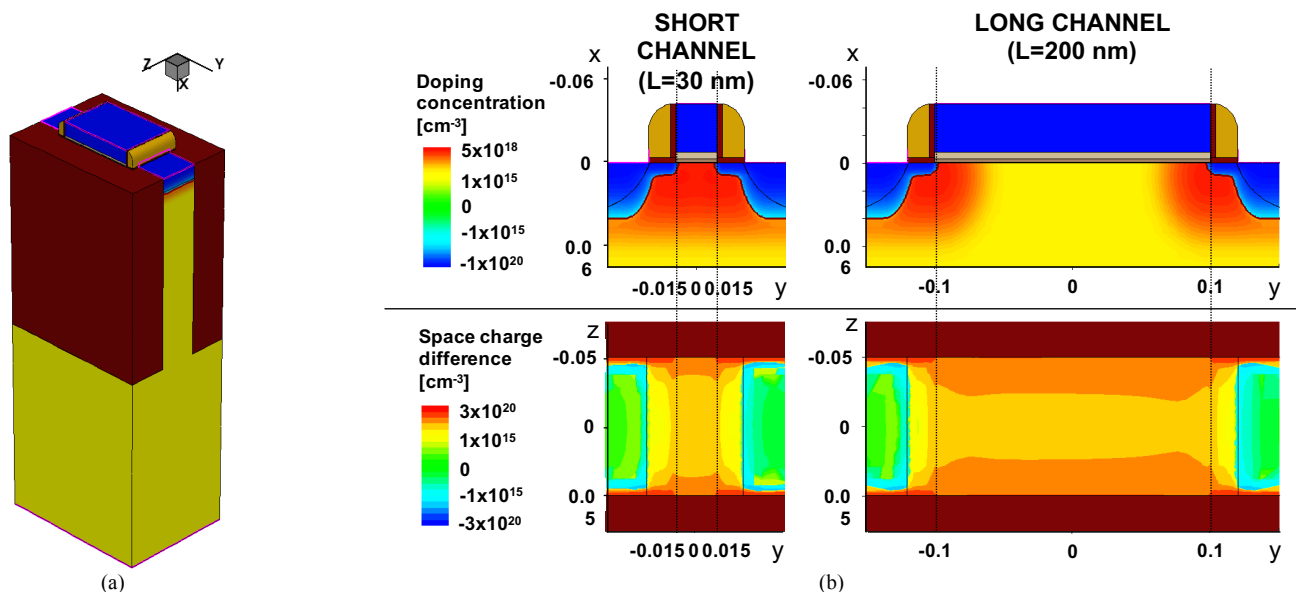 Z
Y
X
(a)
SHORT
CHANNEL
(L=30 nm)
LONG CHANNEL
(L=200 nm)
Doping
concentration
[cm-3]
5x10^18
1x10^15
0
-1x10^15
-1x10^20
x
-0.06
0
0.0
6
-0.015 0 0.015 y
-0.1 0 0.1 y
Space charge
difference
[cm-3]
3x10^20
1x10^15
0
-1x10^15
-3x10^20
z
-0.05
0
0.0
5
-0.015 0 0.015 y
x
-0.06
0
0.0
6
z
-0.05
0
0.0
5
-0.1 0 0.1 y
(b)